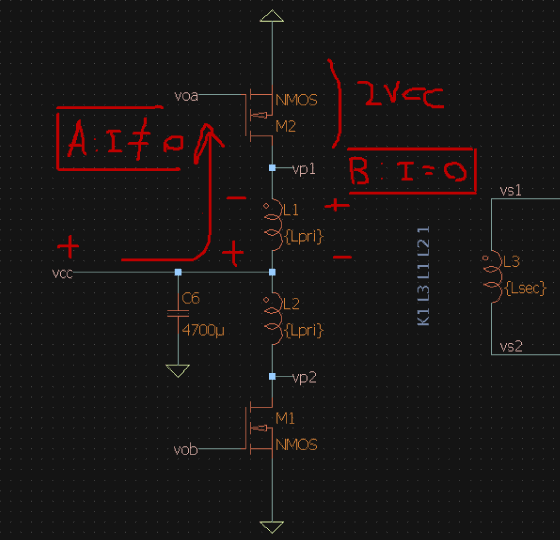 voa
NMOS
M2
2VCC
A: I ≠ 0
vp1
B: I = 0
-
+
L1
{Lpri}
vs1
+
+
-
vcc
K1 L3 L1 L2 1
L3
{Lsec}
C6
4700µ
L2
{Lpri}
vs2
vp2
M1
vob
NMOS